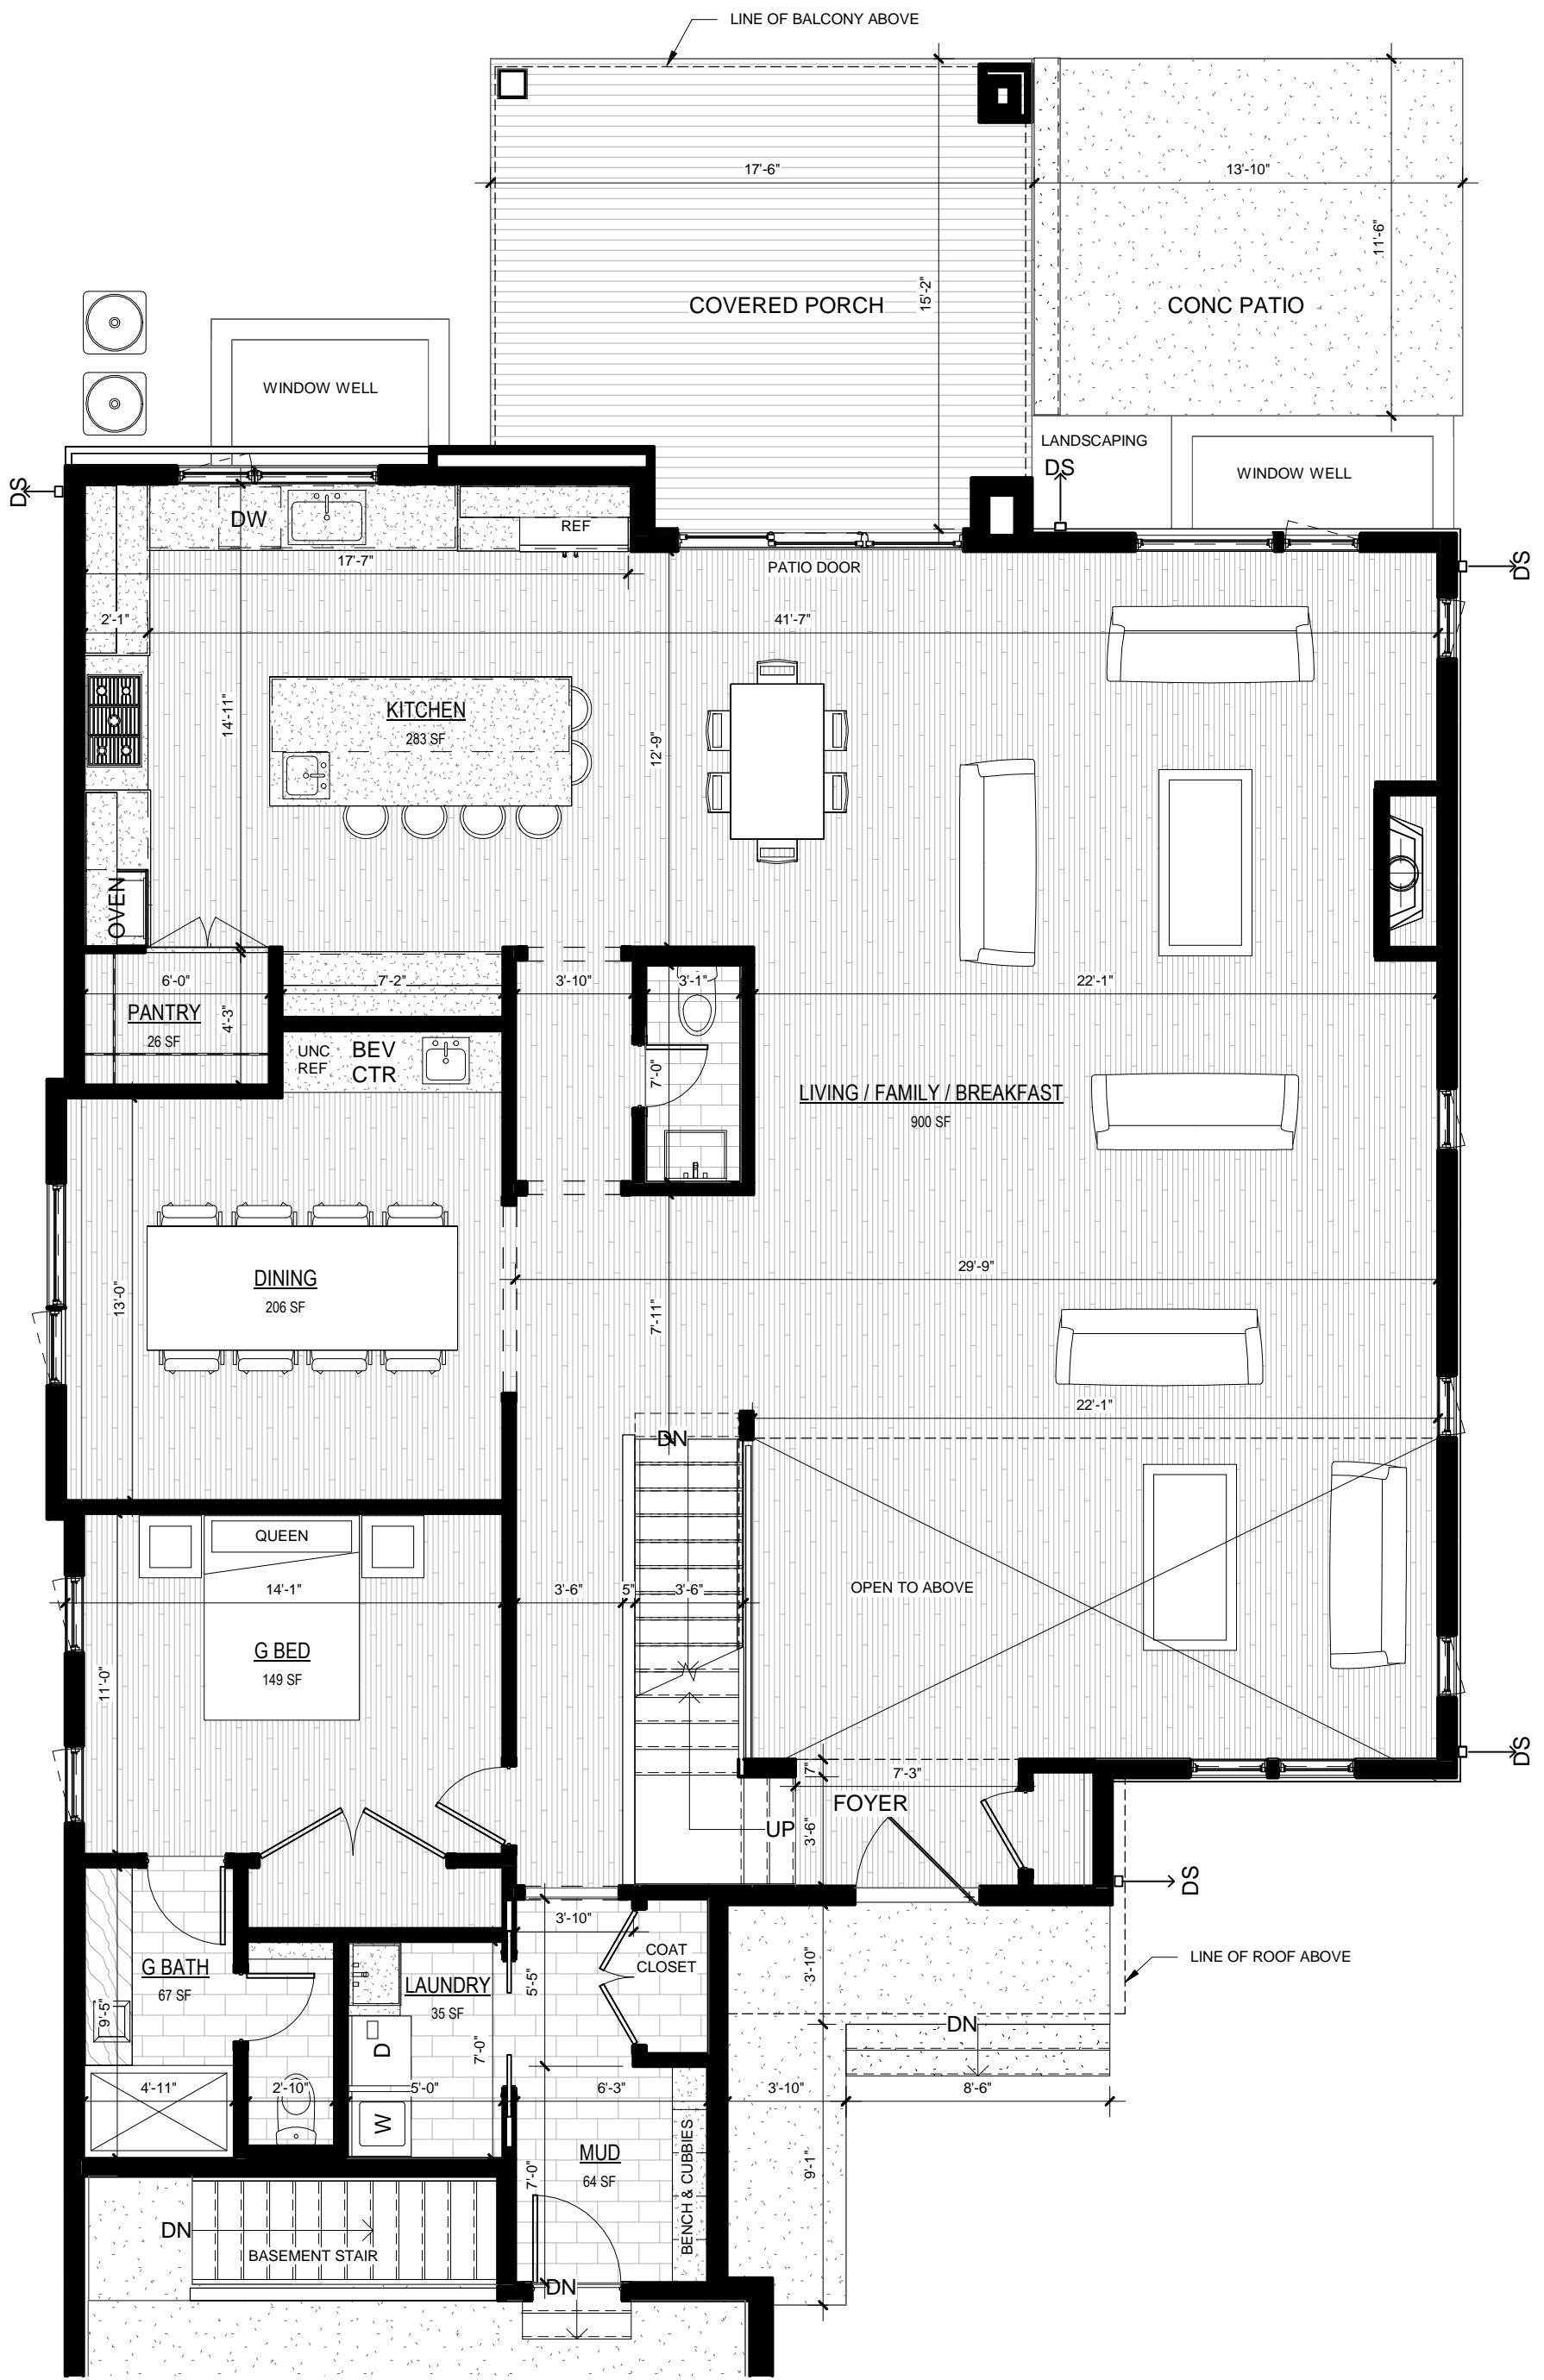 LINE OF BALCONY ABOVE
17'-6"
13'-10"
11'-6"
15'-2"
COVERED PORCH
CONC PATIO
WINDOW WELL
LANDSCAPING
DS
DS
WINDOW WELL
DW
REF
17'-7"
PATIO DOOR
DS
2'-1"
41'-7"
14'-11"
KITCHEN
283 SF
12'-9"
OVEN
6'-0"
7'-2"
3'-10"
3'-1"
22'-1"
PANTRY
26 SF
4'-3"
UNC
REF
BEV
CTR
7'-0"
LIVING / FAMILY / BREAKFAST
900 SF
DINING
206 SF
13'-0"
29'-9"
7'-11"
22'-1"
DN
QUEEN
14'-1"
3'-6"
5"
3'-6"
OPEN TO ABOVE
G BED
149 SF
11'-0"
7"
7'-3"
DS
FOYER
UP
3'-6"
DS
3'-10"
COAT
CLOSET
LINE OF ROOF ABOVE
G BATH
67 SF
9'-5"
LAUNDRY
35 SF
5'-5"
3'-10"
DN
D
7'-0"
4'-11"
2'-10"
5'-0"
6'-3"
3'-10"
8'-6"
W
MUD
64 SF
7'-0"
BENCH & CUBBIES
9'-1"
DN
BASEMENT STAIR
DN